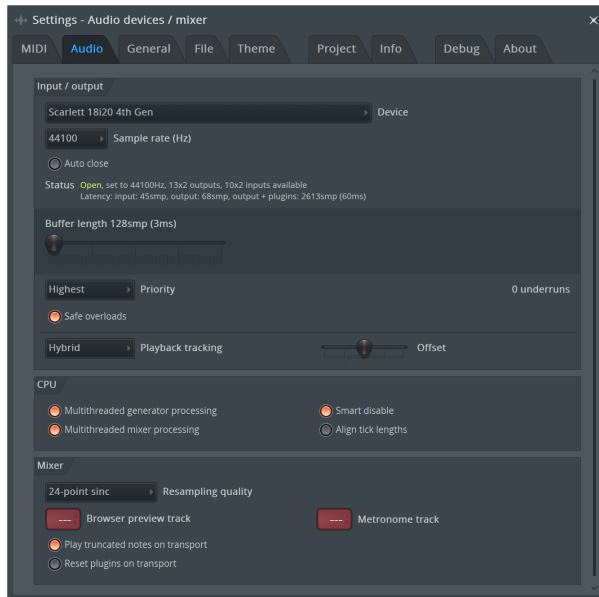 Settings - Audio devices / mixer
MIDI Audio General File Theme Project Info Debug About
Input / output
Scarlett 18i20 4th Gen Device
44100 Sample rate (Hz)
Auto close
Status Open, set to 44100Hz, 13x2 outputs, 10x2 inputs available
Latency: input: 45smp, output: 68smp, output + plugins: 2613smp (60ms)
Buffer length 128smp (3ms)
Highest Priority 0 underruns
Safe overloads
Hybrid Playback tracking Offset
CPU
Multithreaded generator processing Smart disable
Multithreaded mixer processing Align tick lengths
Mixer
24-point sinc Resampling quality
--- Browser preview track --- Metronome track
Play truncated notes on transport
Reset plugins on transport